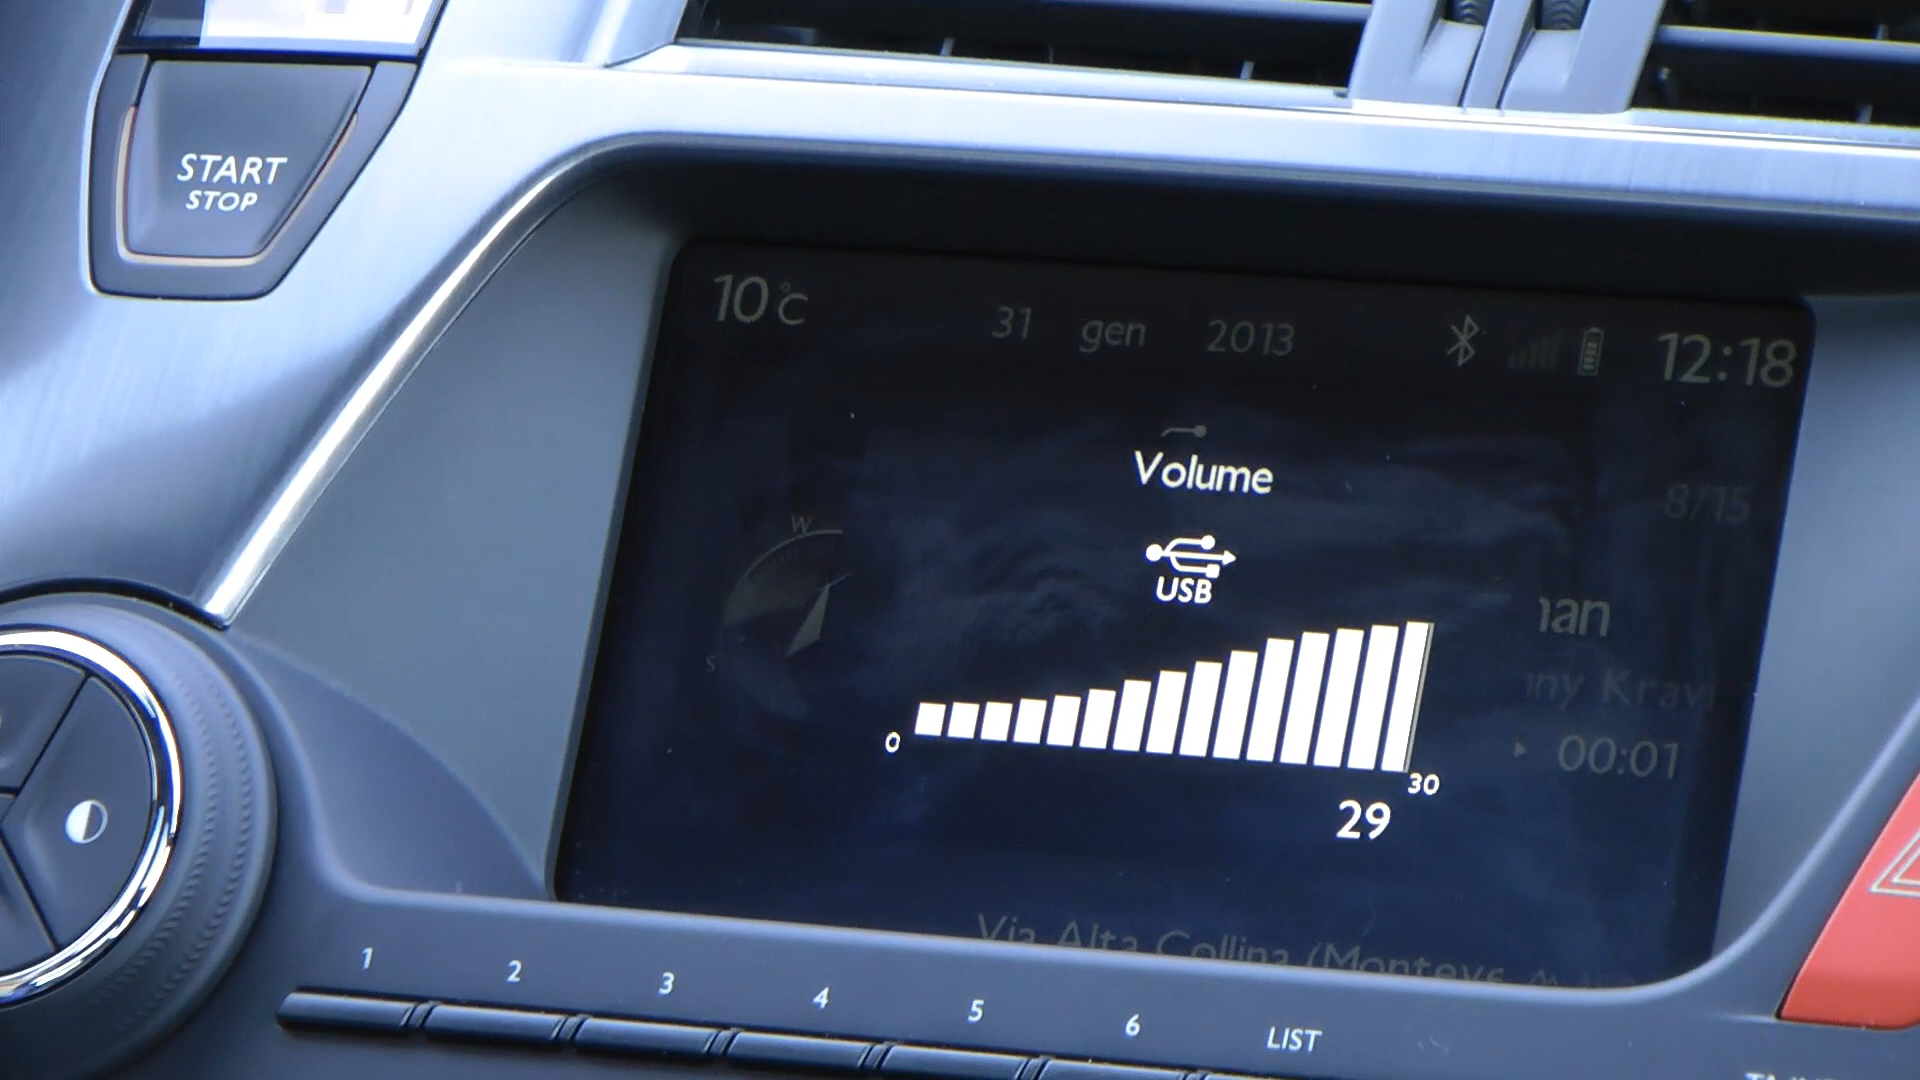 START
STOP
10°C
31 gen 2013
12:18
Volume
8/15
W
USB
S
00:01
0
30
29
Via Alta Collina
1
2
3
4
5
6
LIST